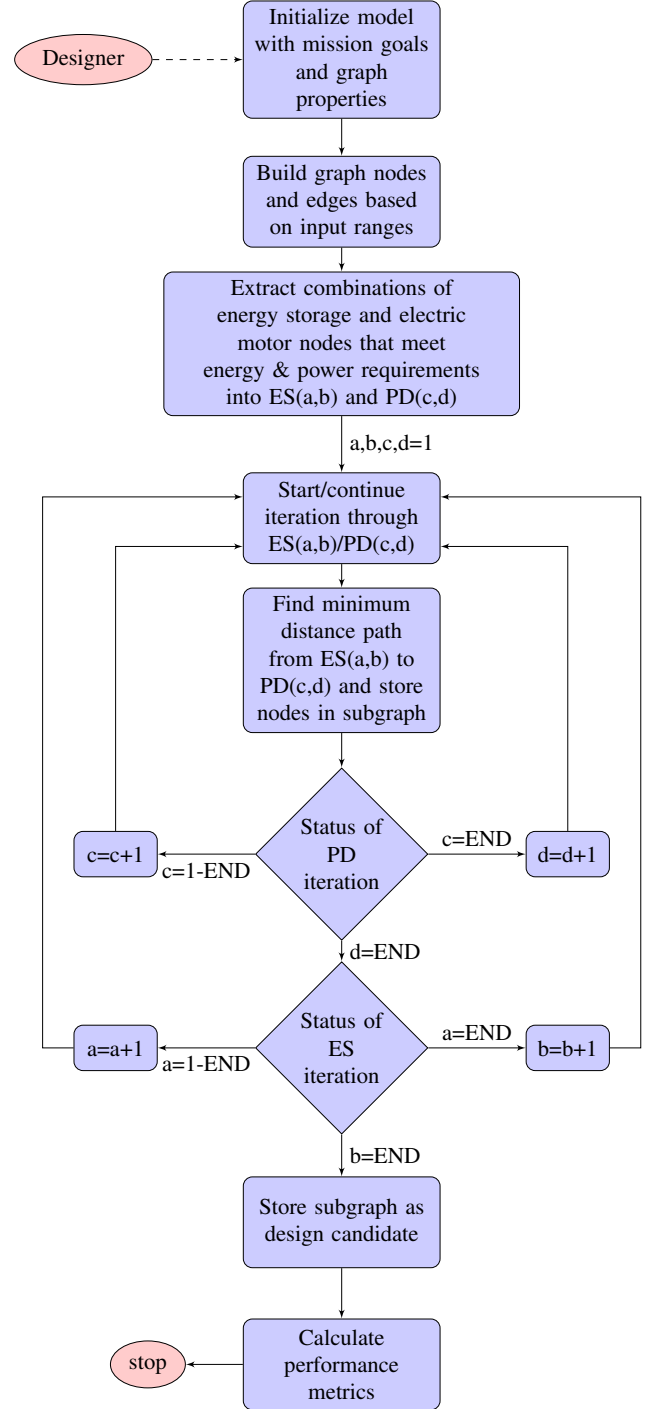 Designer
Initialize model
with mission goals
and graph
properties
Build graph nodes
and edges based
on input ranges
Extract combinations of
energy storage and electric
motor nodes that meet
energy & power requirements
into ES(a,b) and PD(c,d)
a,b,c,d=1
Start/continue
iteration through
ES(a,b)/PD(c,d)
Find minimum
distance path
from ES(a,b) to
PD(c,d) and store
nodes in subgraph
Status of
PD
iteration
c=c+1
c=1-END
c=END
d=d+1
d=END
Status of
ES
iteration
a=a+1
a=1-END
a=END
b=b+1
b=END
Store subgraph as
design candidate
Calculate
performance
metrics
stop